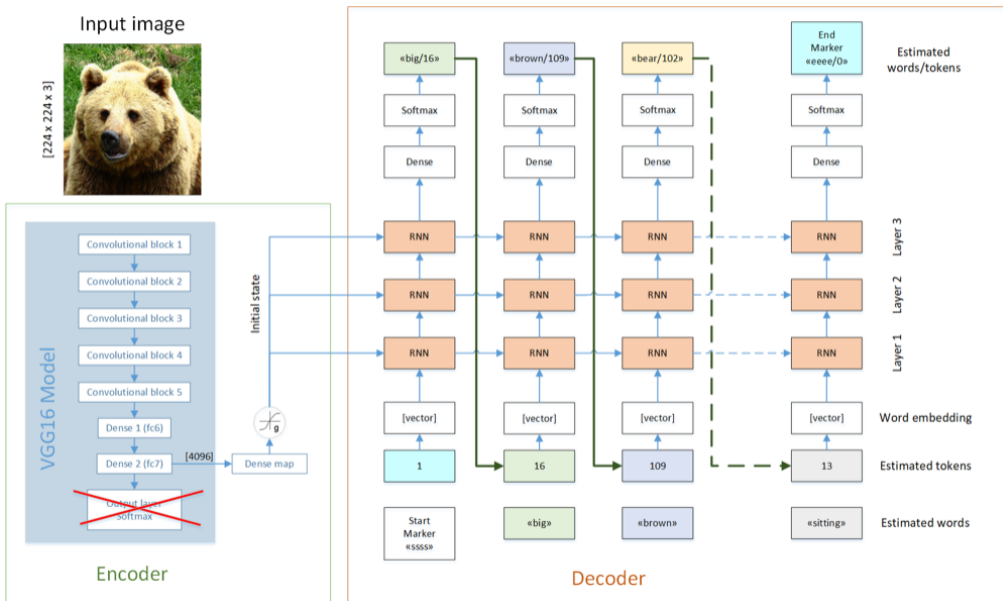 Input image
[224 x 224 x 3]
VGG16 Model
Convolutional block 1
Convolutional block 2
Convolutional block 3
Convolutional block 4
Convolutional block 5
Dense 1 (fc6)
Dense 2 (fc7)
[4096]
Output layer
Softmax
Dense map
g
Initial state
Encoder
«big/16»
«brown/109»
«bear/102»
End
Marker
«eeee/0»
Estimated
words/tokens
Softmax
Softmax
Softmax
Softmax
Dense
Dense
Dense
Dense
RNN
RNN
RNN
RNN
Layer 3
RNN
RNN
RNN
RNN
Layer 2
RNN
RNN
RNN
RNN
Layer 1
[vector]
[vector]
[vector]
[vector]
Word embedding
1
16
109
13
Estimated tokens
Start
Marker
«ssss»
«big»
«brown»
«sitting»
Estimated words
Decoder